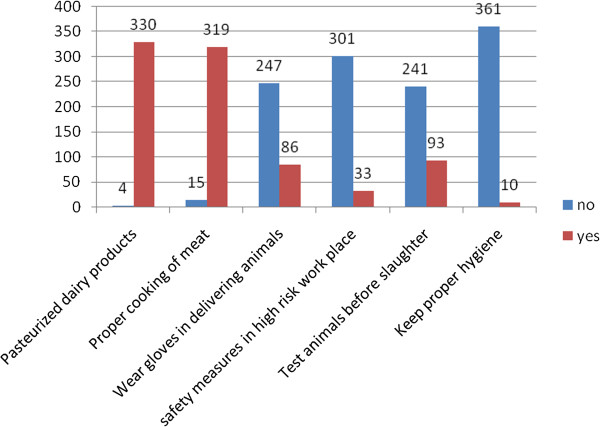 400
350
300
250
200
150
100
50
0
4
330
15
319
247
86
301
33
241
93
361
10
Pasteurized dairy products
Proper cooking of meat
Wear gloves in delivering animals
safety measures in high risk work place
Test animals before slaughter
Keep proper hygiene
no
yes